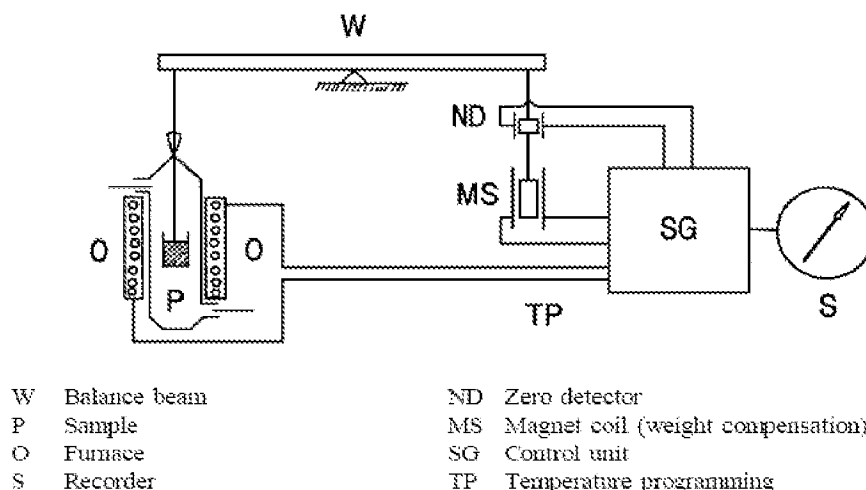 W
ND
MS
SG
O
O
P
TP
S
W Balance beam
P Sample
O Furnace
S Recorder
ND Zero detector
MS Magnet coil (weight compensation)
SG Control unit
TP Temperature programming